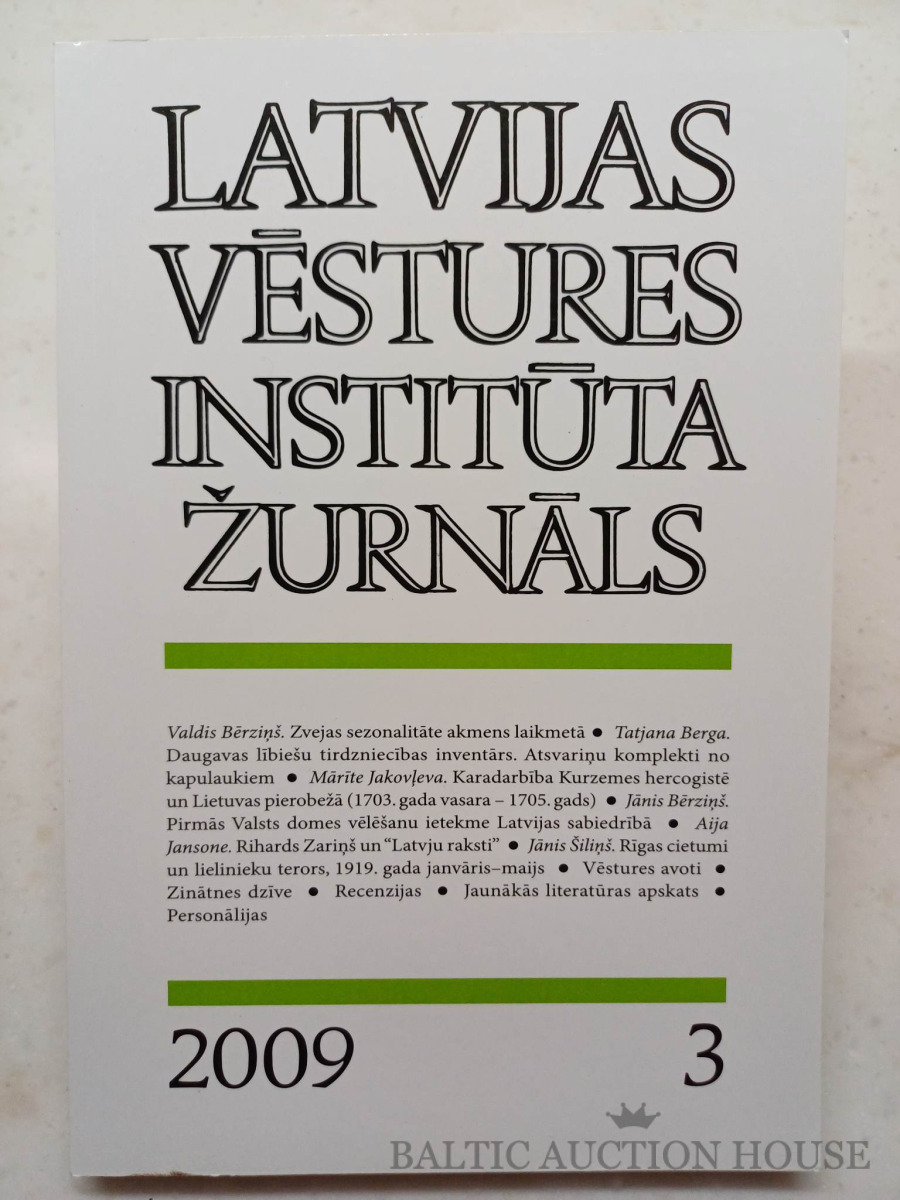 LATVIJAS
VĒSTURES
INSTITŪTA
ŽURNĀLS
Valdis Bērziņš. Zvejas sezonalitāte akmens laikmetā ● Tatjana Berga.
Daugavas lībiešu tirdzniecības inventārs. Atsvariņu komplekti no
kapulaukiem ● Mārīte Jakovļeva. Karadarbība Kurzemes hercogistē
un Lietuvas pierobežā (1703. gada vasara – 1705. gads) ● Jānis Bērziņš.
Pirmās Valsts domes vēlēšanu ietekme Latvijas sabiedrībā ● Aija
Jansone. Rihards Zariņš un “Latvju raksti” ● Jānis Šiliņš. Rīgas cietumi
un lielinieku terors, 1919. gada janvāris–maijs ● Vēstures avoti ●
Zinātnes dzīve ● Recenzijas ● Jaunākās literatūras apskats ●
Personālijas
2009 3
BALTIC AUCTION HOUSE